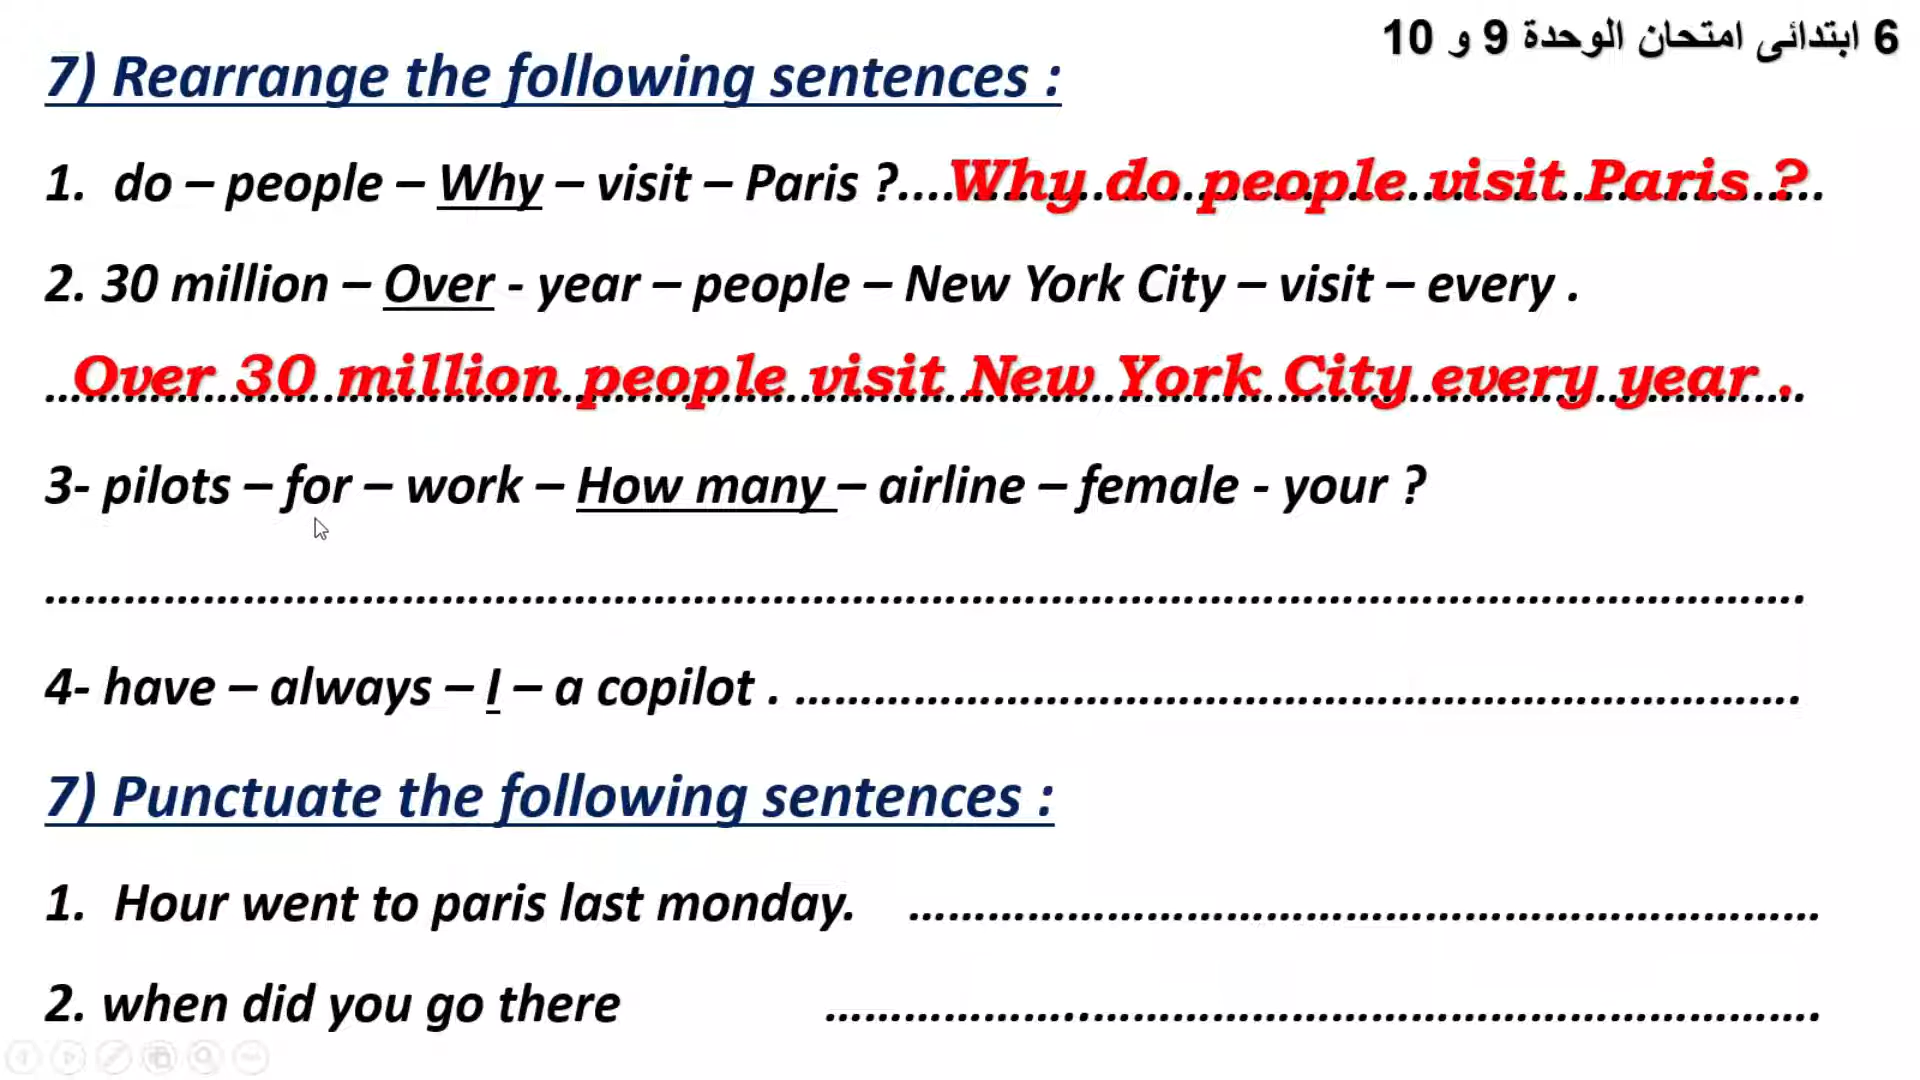 6 ابتدائى امتحان الوحدة 9 و 10
7) Rearrange the following sentences :
1. do – people – Why – visit – Paris ?.... Why do people visit Paris ?
2. 30 million – Over - year – people – New York City – visit – every .
Over 30 million people visit New York City every year .
3- pilots – for – work – How many – airline – female - your ?
……………………………………………………………………………………………….
4- have – always – I – a copilot . …………………………………………………….
7) Punctuate the following sentences :
1. Hour went to paris last monday. …………………………………………………
2. when did you go there ………………..……………………………………….